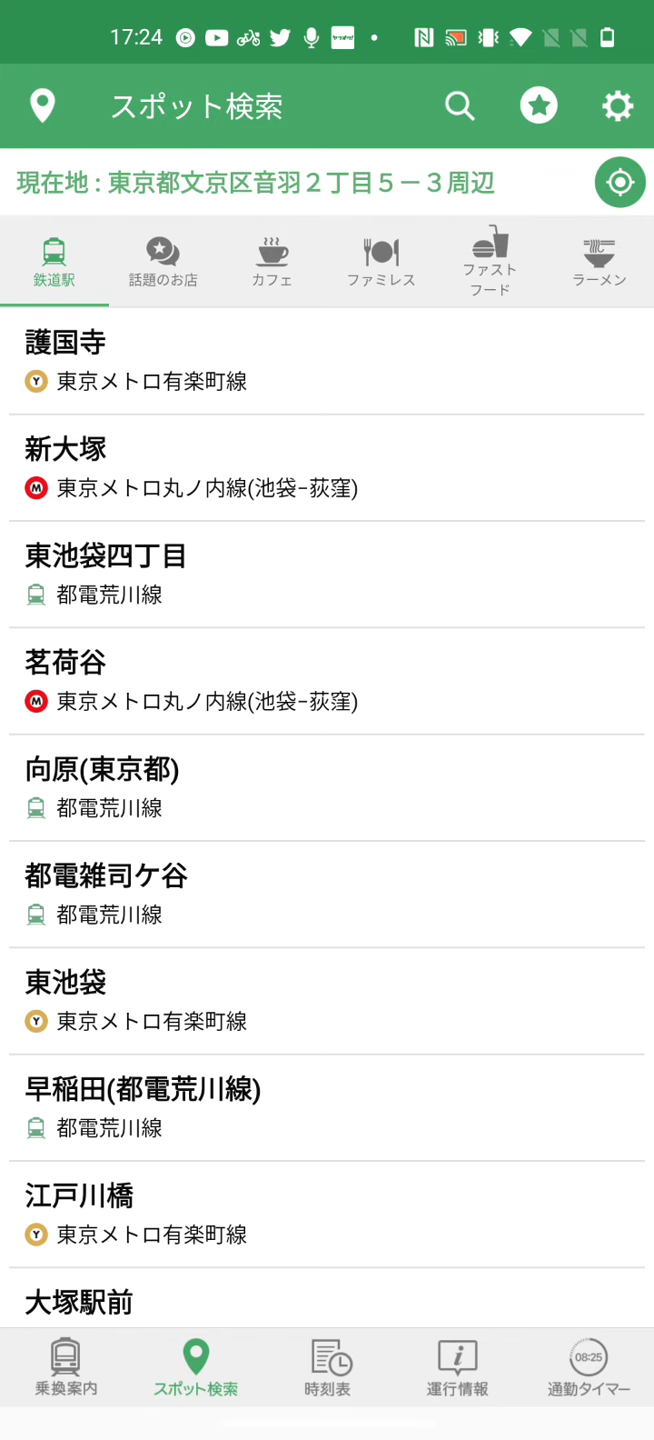 17:24
スポット検索
現在地 : 東京都文京区音羽２丁目５－３周辺
鉄道駅
話題のお店
カフェ
ファミレス
ファスト
フード
ラーメン
護国寺
Y 東京メトロ有楽町線
新大塚
M 東京メトロ丸ノ内線(池袋−荻窪)
東池袋四丁目
都電荒川線
茗荷谷
M 東京メトロ丸ノ内線(池袋−荻窪)
向原(東京都)
都電荒川線
都電雑司ケ谷
都電荒川線
東池袋
Y 東京メトロ有楽町線
早稲田(都電荒川線)
都電荒川線
江戸川橋
Y 東京メトロ有楽町線
大塚駅前
乗換案内
スポット検索
時刻表
運行情報
08:25
通勤タイマー